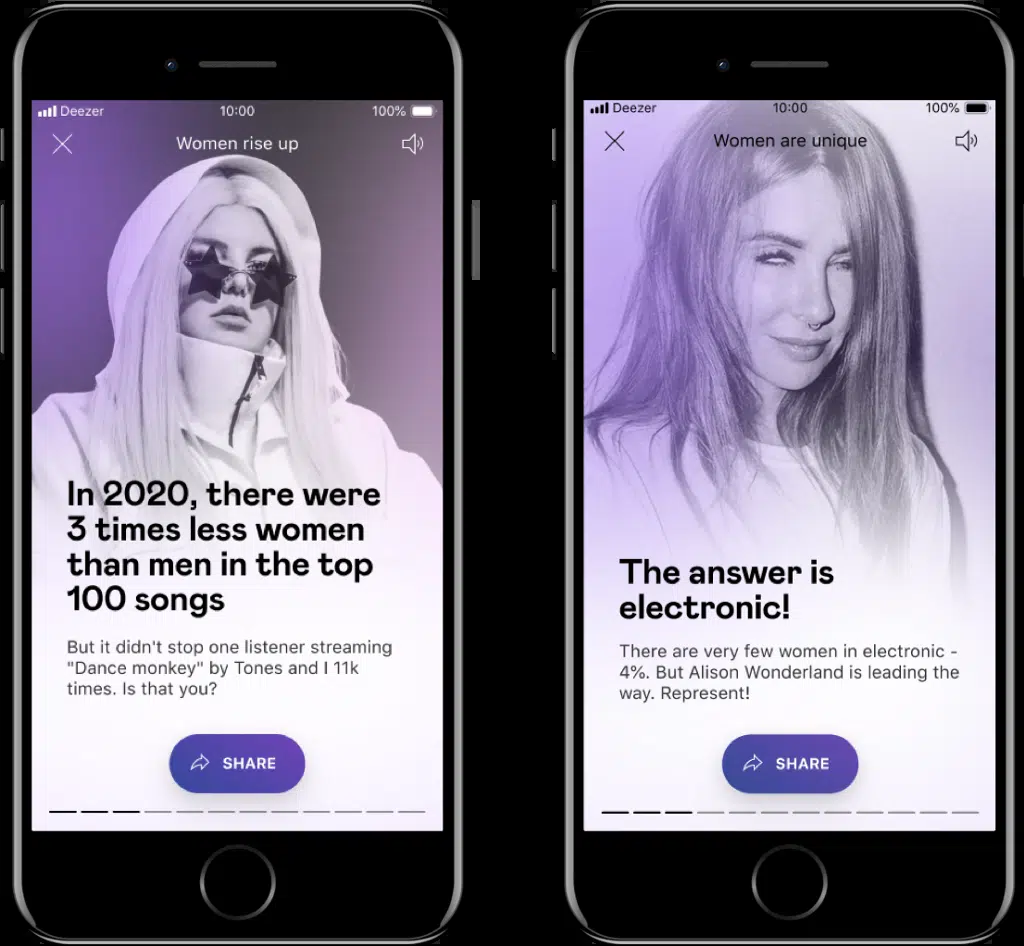 Deezer 10:00 100%
Women rise up
In 2020, there were
3 times less women
than men in the top
100 songs
But it didn't stop one listener streaming
"Dance monkey" by Tones and I 11k
times. Is that you?
SHARE
Deezer 10:00 100%
Women are unique
The answer is
electronic!
There are very few women in electronic -
4%. But Alison Wonderland is leading the
way. Represent!
SHARE